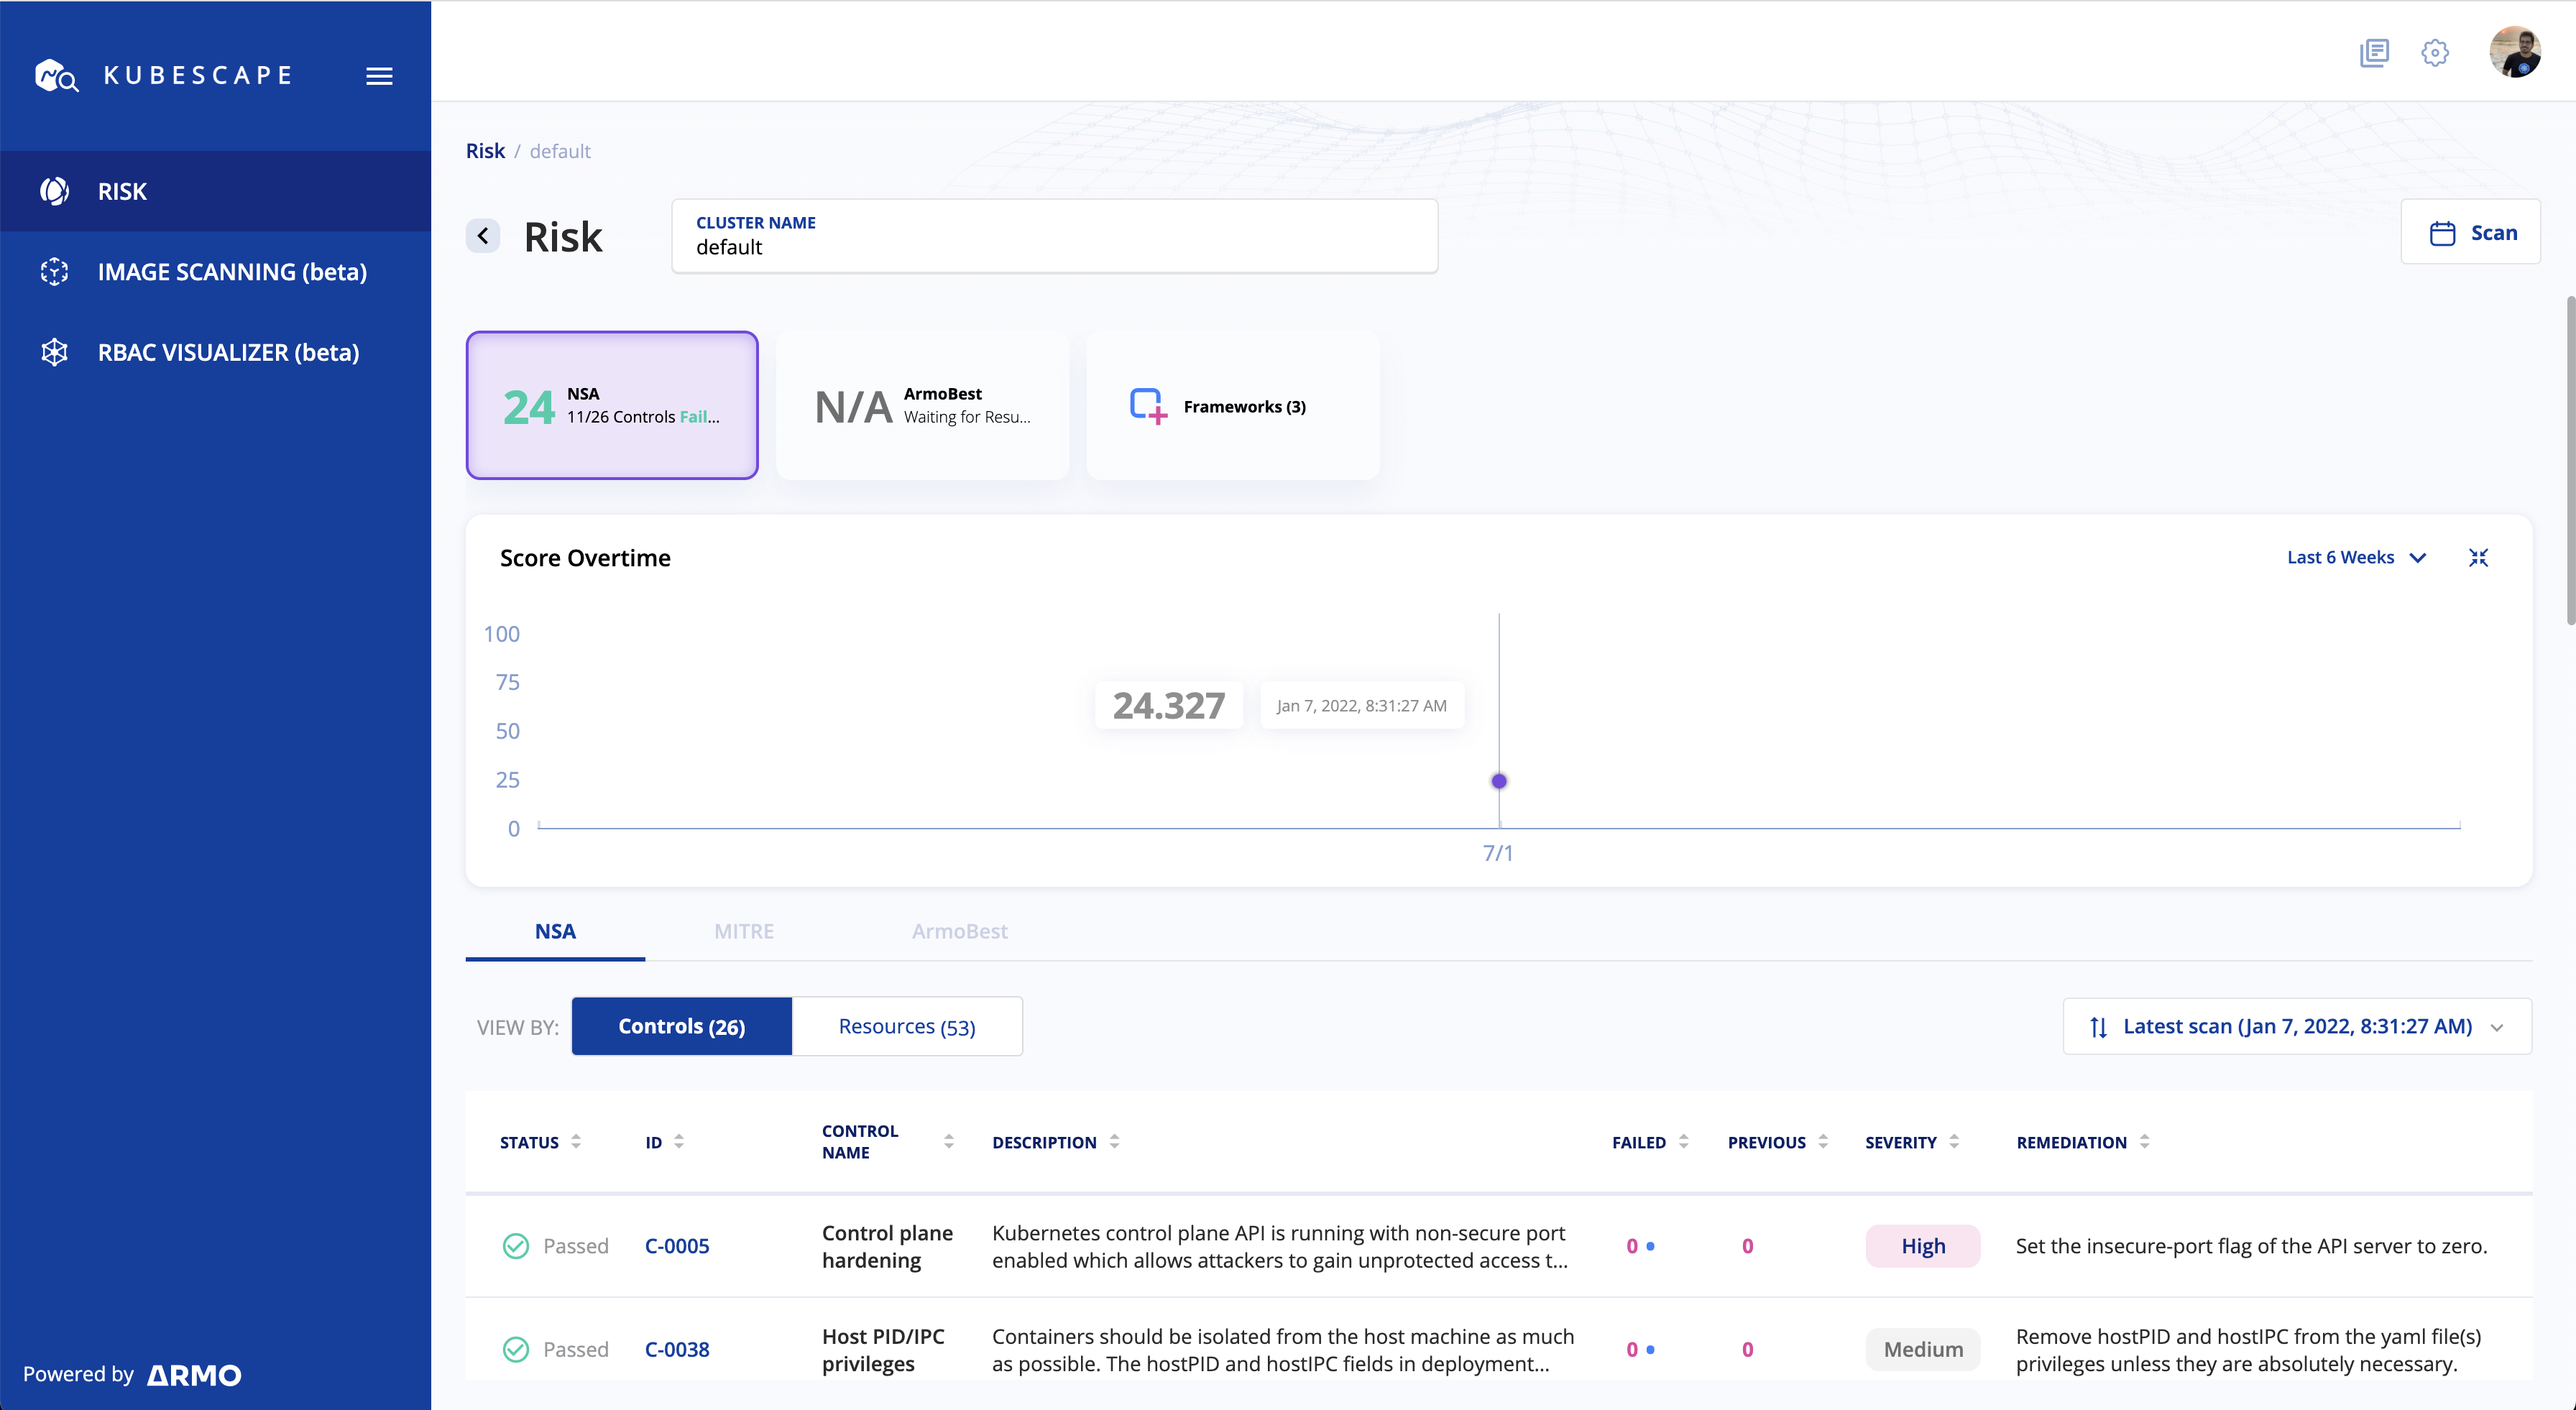 KUBESCAPE
RISK
IMAGE SCANNING (beta)
RBAC VISUALIZER (beta)
Powered by ARMO
Risk / default
Risk
CLUSTER NAME
default
Scan
24
NSA
11/26 Controls Fail...
N/A
ArmoBest
Waiting for Resu...
Frameworks (3)
Score Overtime
Last 6 Weeks
100
75
50
25
0
24.327
Jan 7, 2022, 8:31:27 AM
7/1
NSA
MITRE
ArmoBest
VIEW BY:
Controls (26)
Resources (53)
Latest scan (Jan 7, 2022, 8:31:27 AM)
STATUS
ID
CONTROL
NAME
DESCRIPTION
FAILED
PREVIOUS
SEVERITY
REMEDIATION
Passed
C-0005
Control plane
hardening
Kubernetes control plane API is running with non-secure port
enabled which allows attackers to gain unprotected access t...
0
0
High
Set the insecure-port flag of the API server to zero.
Passed
C-0038
Host PID/IPC
privileges
Containers should be isolated from the host machine as much
as possible. The hostPID and hostIPC fields in deployment...
0
0
Medium
Remove hostPID and hostIPC from the yaml file(s)
privileges unless they are absolutely necessary.